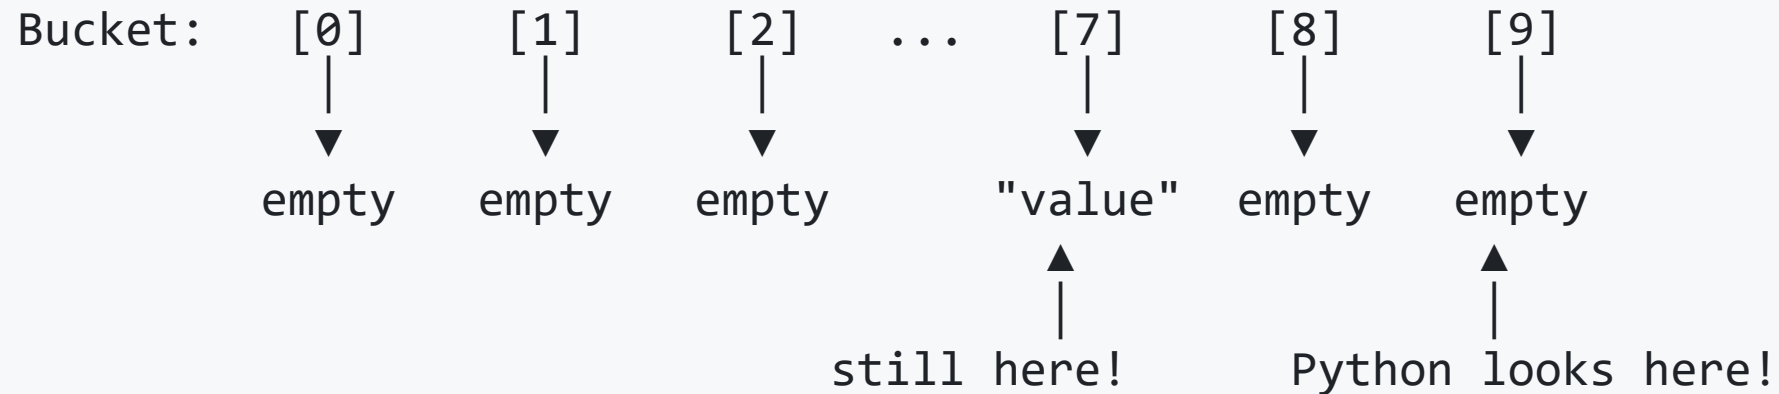 Bucket: [0] [1] [2] ... [7] [8] [9]
empty empty empty "value" empty empty
still here! Python looks here!